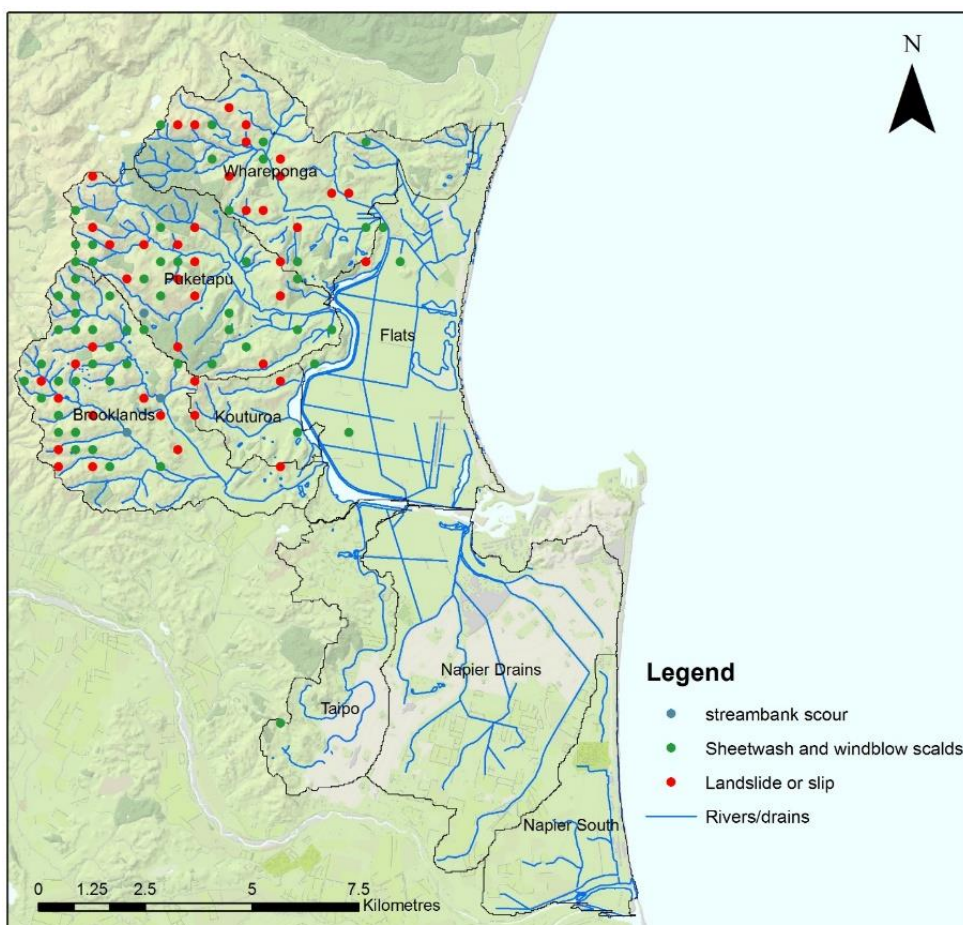 N
Whareponga
Puketapu
Flats
Brooklands
Kouturoa
Napier Drains
Taipo
Napier South
Legend
streambank scour
Sheetwash and windblow scalds
Landslide or slip
Rivers/drains
0 1.25 2.5 5 7.5
Kilometres